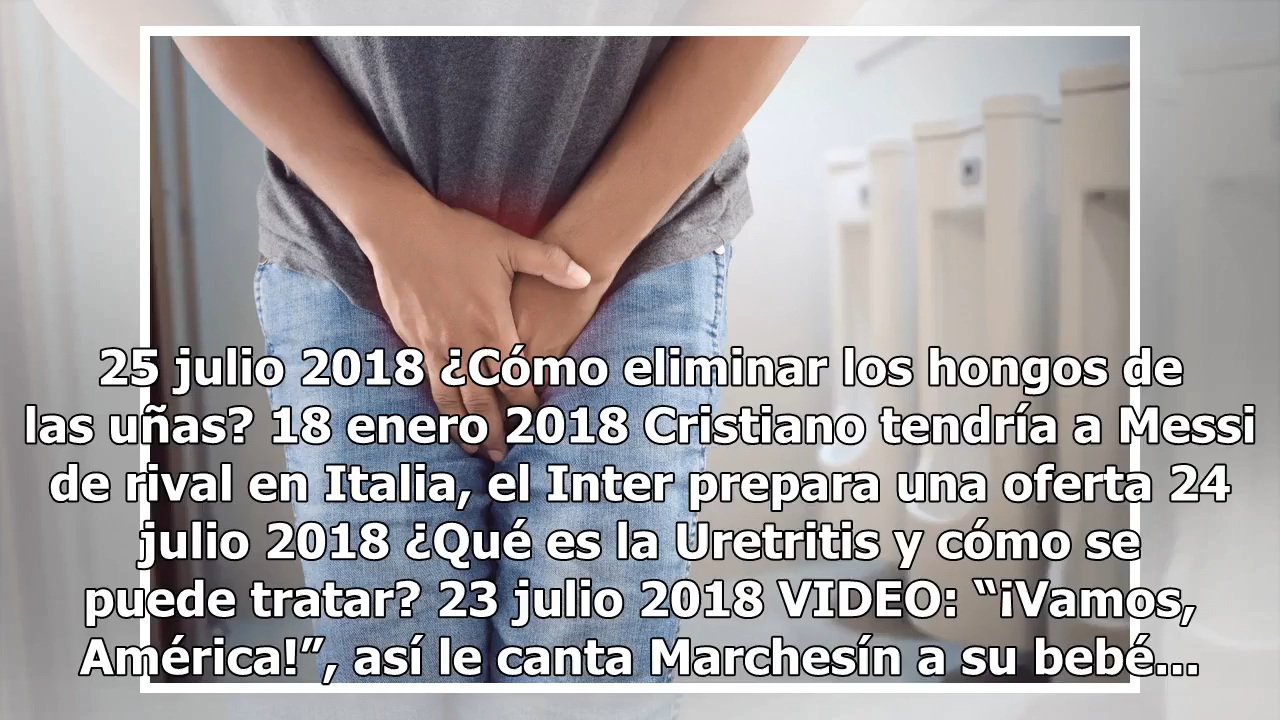 25 julio 2018 ¿Cómo eliminar los hongos de
las uñas? 18 enero 2018 Cristiano tendría a Messi
de rival en Italia, el Inter prepara una oferta 24
julio 2018 ¿Qué es la Uretritis y cómo se
puede tratar? 23 julio 2018 VIDEO: “¡Vamos,
América!”, así le canta Marchesín a su bebé...